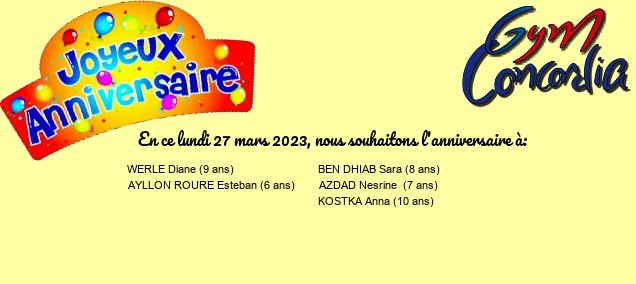 Joyeux
Anniversaire
Gym
Concordia
En ce lundi 27 mars 2023, nous souhaitons l'anniversaire à:
WERLE Diane (9 ans)
AYLLON ROURE Esteban (6 ans)
BEN DHIAB Sara (8 ans)
AZDAD Nesrine (7 ans)
KOSTKA Anna (10 ans)